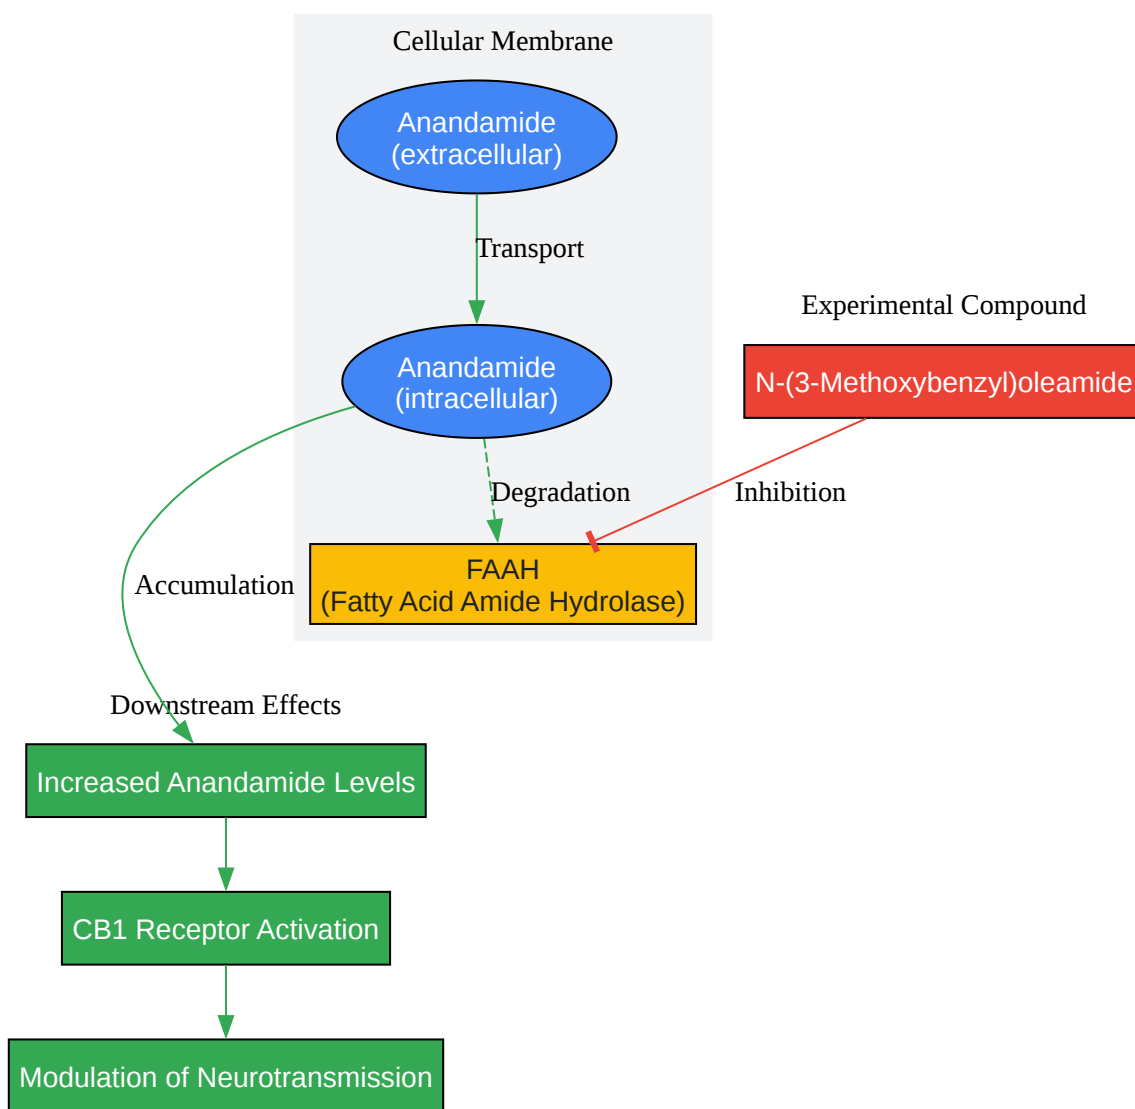 Cellular Membrane
Anandamide
(extracellular)
Transport
Experimental Compound
Anandamide
(intracellular)
N-(3-Methoxybenzyl)oleamide
Degradation
Inhibition
FAAH
(Fatty Acid Amide Hydrolase)
Accumulation
Downstream Effects
Increased Anandamide Levels
CB1 Receptor Activation
Modulation of Neurotransmission